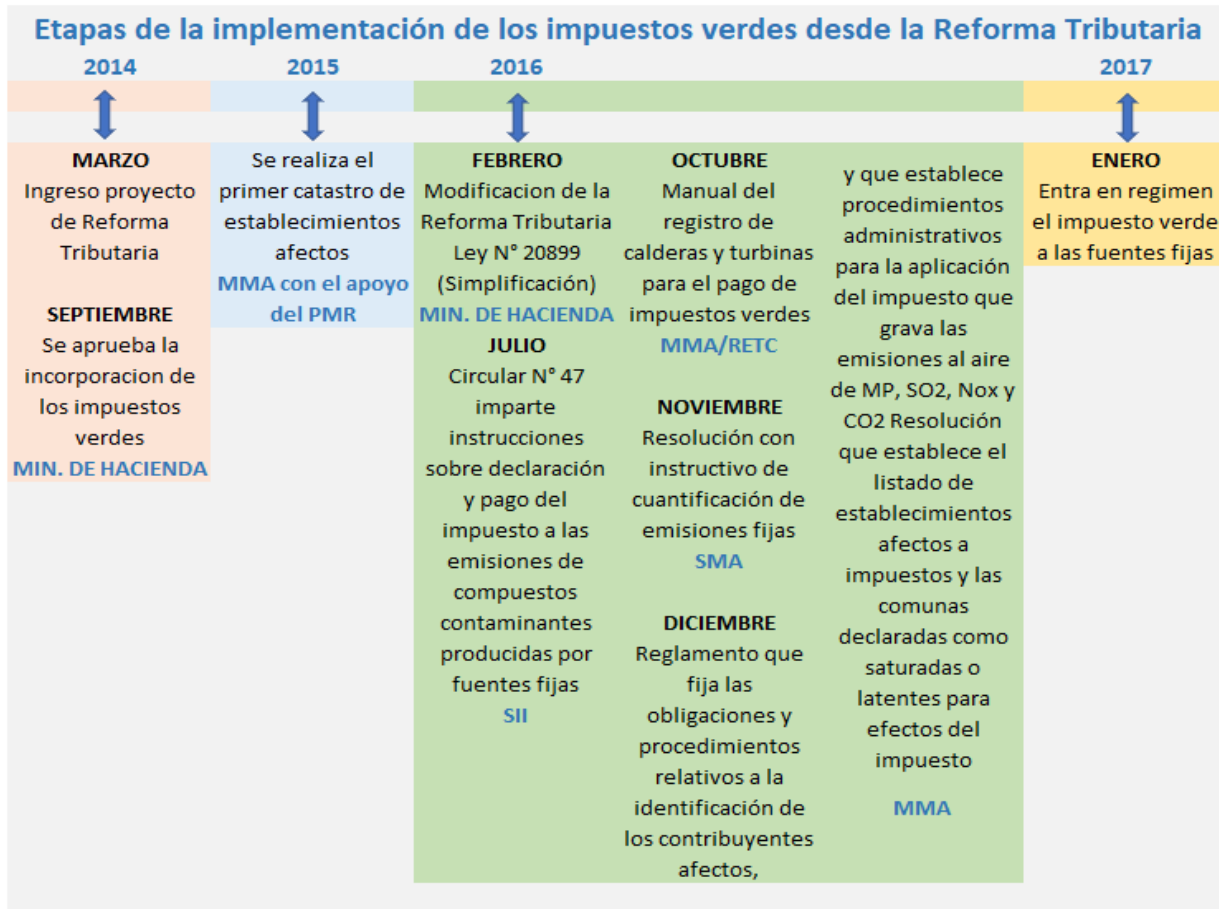 Etapas de la implementación de los impuestos verdes desde la Reforma Tributaria
2014
2015
2016
2017
MARZO
Ingreso proyecto
de Reforma
Tributaria
SEPTIEMBRE
Se aprueba la
incorporacion de
los impuestos
verdes
MIN. DE HACIENDA
Se realiza el
primer catastro de
establecimientos
afectos
MMA con el apoyo
del PMR
FEBRERO
Modificacion de la
Reforma Tributaria
Ley N° 20899
(Simplificación)
MIN. DE HACIENDA
JULIO
Circular N° 47
imparte
instrucciones
sobre declaración
y pago del
impuesto a las
emisiones de
compuestos
contaminantes
producidas por
fuentes fijas
SII
OCTUBRE
Manual del
registro de
calderas y turbinas
para el pago de
impuestos verdes
MMA/RETC
NOVIEMBRE
Resolución con
instructivo de
cuantificación de
emisiones fijas
SMA
DICIEMBRE
Reglamento que
fija las
obligaciones y
procedimientos
relativos a la
identificación de
los contribuyentes
afectos,
y que establece
procedimientos
administrativos
para la aplicación
del impuesto que
grava las
emisiones al aire
de MP, SO2, Nox y
CO2 Resolución
que establece el
listado de
establecimientos
afectos a
impuestos y las
comunas
declaradas como
saturadas o
latentes para
efectos del
impuesto
MMA
ENERO
Entra en regimen
el impuesto verde
a las fuentes fijas